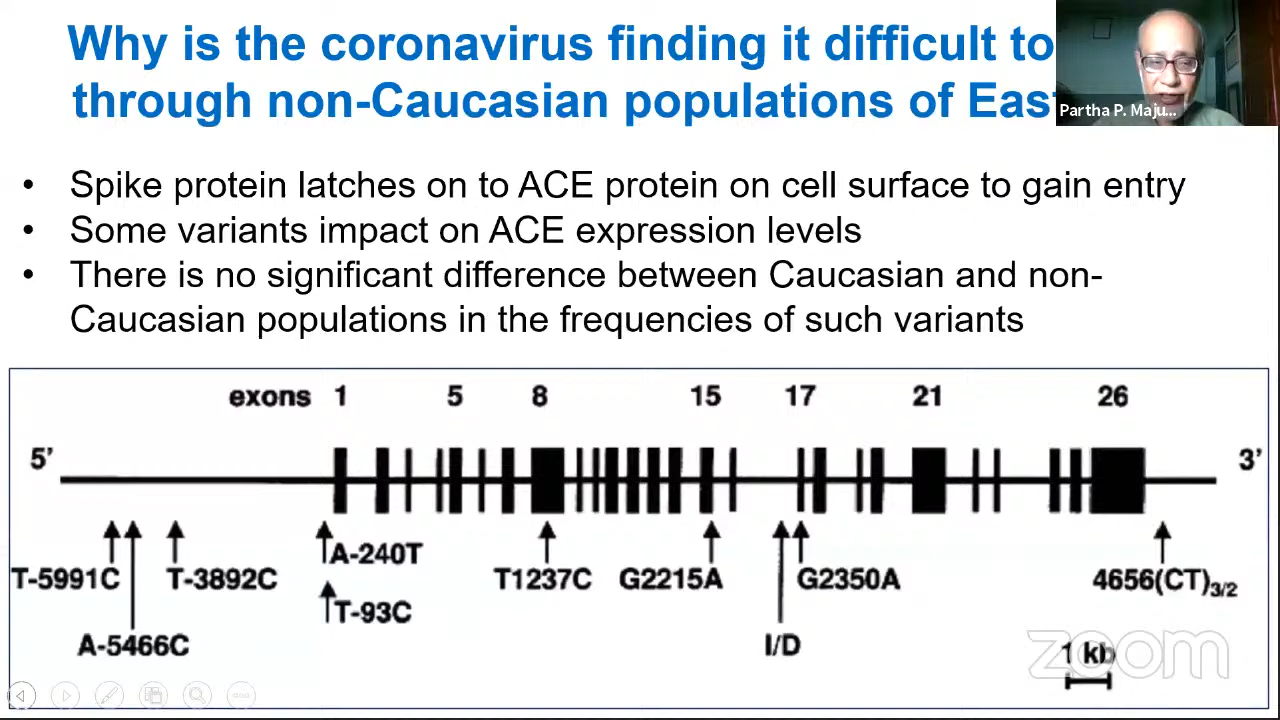 Why is the coronavirus finding it difficult to
through non-Caucasian populations of East
Partha P. Maju...
• Spike protein latches on to ACE protein on cell surface to gain entry
• Some variants impact on ACE expression levels
• There is no significant difference between Caucasian and non-
Caucasian populations in the frequencies of such variants
exons 1 5 8 15 17 21 26
5’ 3’
A-240T
T-5991C T-3892C T1237C G2215A G2350A 4656(CT)3/2
T-93C
A-5466C I/D 1 kb
zoom